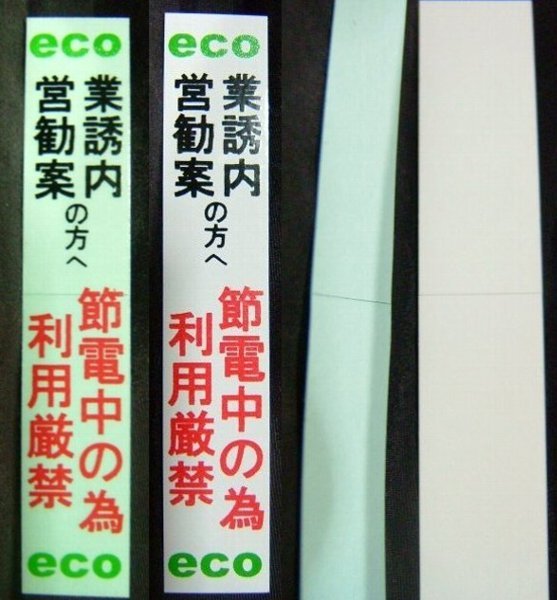 eco
業誘内
営勧案
の方へ
節電中の為
利用厳禁
eco
eco
業誘内
営勧案
の方へ
節電中の為
利用厳禁
eco